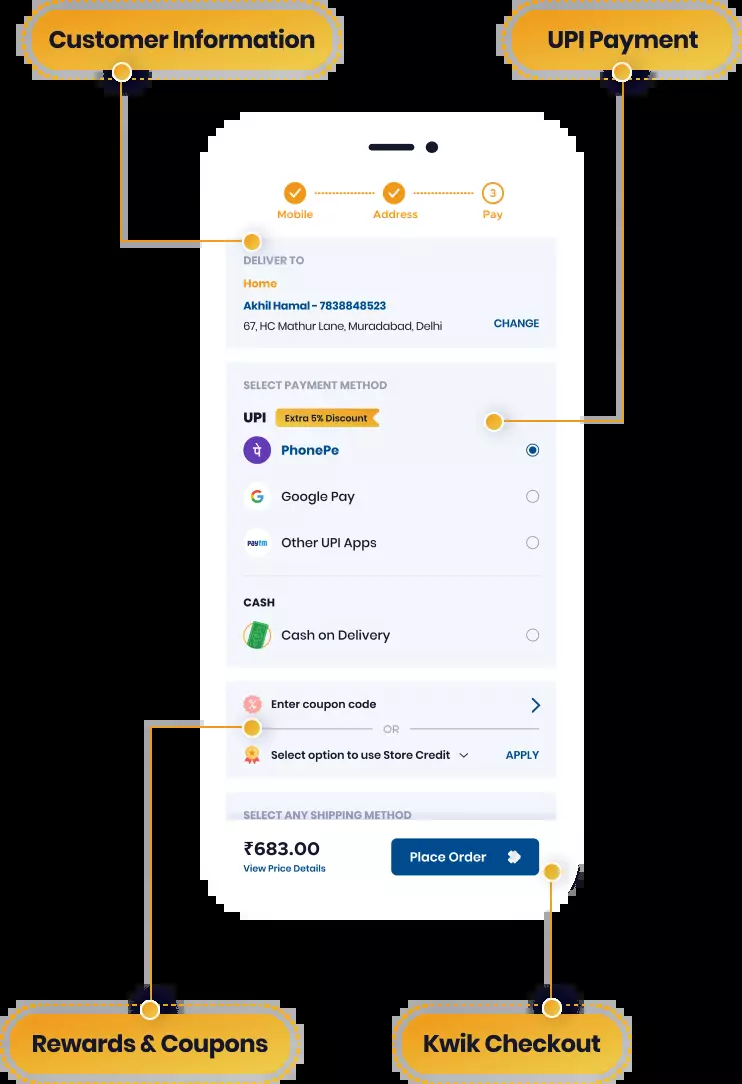 Customer Information
UPI Payment
3
Mobile
Address
Pay
DELIVER TO
Home
Akhil Hamal - 7838848523
67, HC Mathur Lane, Muradabad, Delhi
CHANGE
SELECT PAYMENT METHOD
UPI
Extra 5% Discount
पे
PhonePe
G
Google Pay
paytm
Other UPI Apps
CASH
Cash on Delivery
%
Enter coupon code
OR
Select option to use Store Credit
APPLY
SELECT ANY SHIPPING METHOD
₹683.00
View Price Details
Place Order
Rewards & Coupons
Kwik Checkout